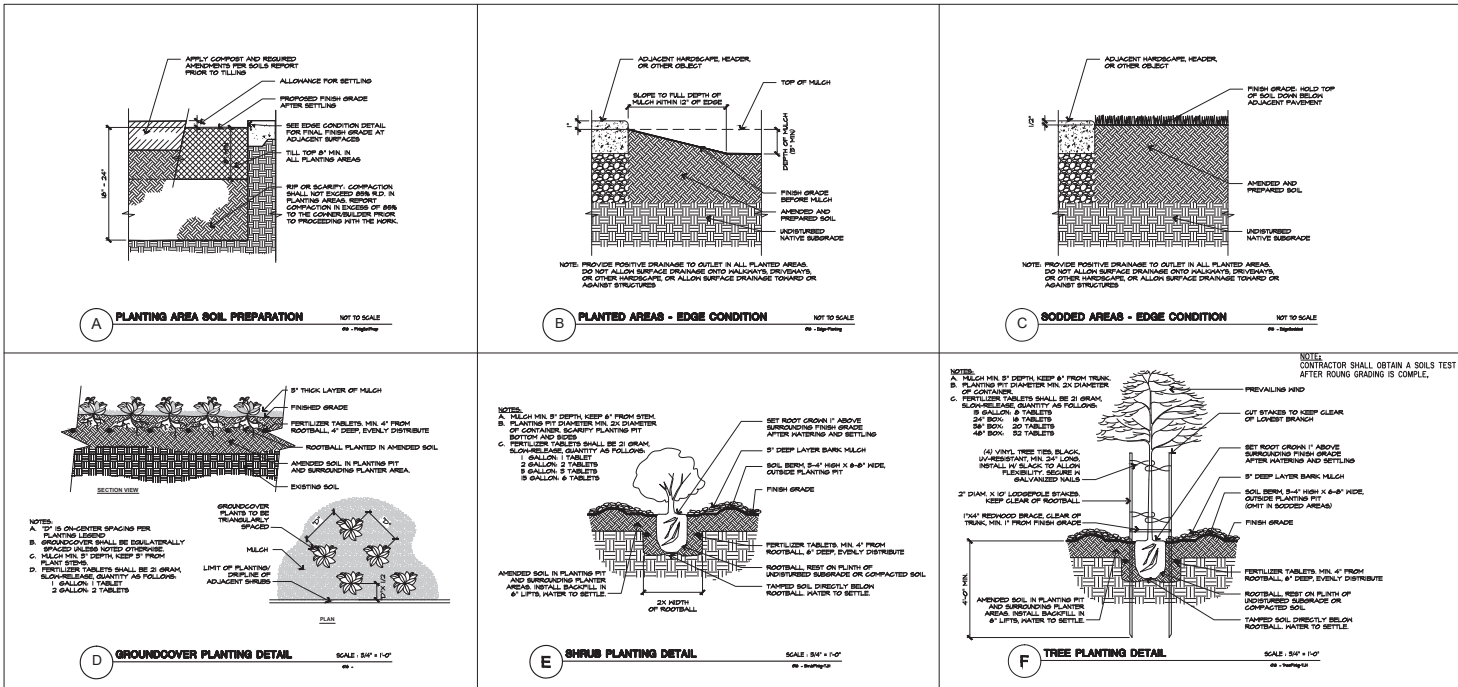 APPLY COMPOST AND REQUIRED
AMENDMENTS PER SOILS REPORT
PRIOR TO TILLING
ALLOWANCE FOR SETTLING
PROPOSED FINISH GRADE
AFTER SETTLING
SEE EDGE CONDITION DETAIL
FOR FINAL FINISH GRADE AT
ADJACENT SURFACES
TILL TOP 8" MIN. IN
ALL PLANTING AREAS
RIP OR SCARIFY: COMPACTION
SHALL NOT EXCEED 85% R.D. IN
PLANTING AREAS. REPORT
COMPACTION IN EXCESS OF 85%
TO THE OWNER/BUILDER PRIOR
TO PROCEEDING WITH THE WORK.
18" - 24"
A
PLANTING AREA SOIL PREPARATION
NOT TO SCALE
ADJACENT HARDSCAPE, HEADER,
OR OTHER OBJECT
TOP OF MULCH
SLOPE TO FULL DEPTH OF
MULCH WITHIN 12" OF EDGE
1"
DEPTH OF MULCH
(3" MIN)
FINISH GRADE
BEFORE MULCH
AMENDED AND
PREPARED SOIL
UNDISTURBED
NATIVE SUBGRADE
NOTE: PROVIDE POSITIVE DRAINAGE TO OUTLET IN ALL PLANTED AREAS.
DO NOT ALLOW SURFACE DRAINAGE ONTO WALKWAYS, DRIVEWAYS,
OR OTHER HARDSCAPE, OR ALLOW SURFACE DRAINAGE TOWARD OR
AGAINST STRUCTURES
B
PLANTED AREAS - EDGE CONDITION
NOT TO SCALE
ADJACENT HARDSCAPE, HEADER,
OR OTHER OBJECT
FINISH GRADE: HOLD TOP
OF SOIL DOWN BELOW
ADJACENT PAVEMENT
1/2"
AMENDED AND
PREPARED SOIL
UNDISTURBED
NATIVE SUBGRADE
NOTE: PROVIDE POSITIVE DRAINAGE TO OUTLET IN ALL PLANTED AREAS.
DO NOT ALLOW SURFACE DRAINAGE ONTO WALKWAYS, DRIVEWAYS,
OR OTHER HARDSCAPE, OR ALLOW SURFACE DRAINAGE TOWARD OR
AGAINST STRUCTURES
C
SODDED AREAS - EDGE CONDITION
NOT TO SCALE
3" THICK LAYER OF MULCH
FINISHED GRADE
FERTILIZER TABLETS. MIN. 4" FROM
ROOTBALL, 4" DEEP, EVENLY DISTRIBUTE
ROOTBALL PLANTED IN AMENDED SOIL
AMENDED SOIL IN PLANTING PIT
AND SURROUNDING PLANTER AREA.
EXISTING SOIL
SECTION VIEW
GROUNDCOVER
PLANTS TO BE
TRIANGULARLY
SPACED
MULCH
LIMIT OF PLANTING/
DRIPLINE OF
ADJACENT SHRUBS
"D"
"D"
"D" X 1/2
PLAN
NOTES:
A. "D" IS ON-CENTER SPACING PER
PLANTING LEGEND
B. GROUNDCOVER SHALL BE EQUILATERALLY
SPACED UNLESS NOTED OTHERWISE.
C. MULCH MIN. 3" DEPTH, KEEP 3" FROM
PLANT STEMS.
D. FERTILIZER TABLETS SHALL BE 21 GRAM,
SLOW-RELEASE, QUANTITY AS FOLLOWS:
1 GALLON: 1 TABLET
2 GALLON: 2 TABLETS
D
GROUNDCOVER PLANTING DETAIL
SCALE : 3/4" = 1'-0"
NOTES:
A. MULCH MIN. 3" DEPTH, KEEP 6" FROM STEM.
B. PLANTING PIT DIAMETER MIN. 2X DIAMETER
OF CONTAINER. SCARIFY PLANTING PIT
BOTTOM AND SIDES
C. FERTILIZER TABLETS SHALL BE 21 GRAM,
SLOW-RELEASE, QUANTITY AS FOLLOWS:
1 GALLON: 1 TABLET
2 GALLON: 2 TABLETS
5 GALLON: 3 TABLETS
15 GALLON: 6 TABLETS
SET ROOT CROWN 1" ABOVE
SURROUNDING FINISH GRADE
AFTER WATERING AND SETTLING
3" DEEP LAYER BARK MULCH
SOIL BERM, 3-4" HIGH X 6-8" WIDE,
OUTSIDE PLANTING PIT
FINISH GRADE
FERTILIZER TABLETS. MIN. 4" FROM
ROOTBALL, 6" DEEP, EVENLY DISTRIBUTE
ROOTBALL, REST ON PLINTH OF
UNDISTURBED SUBGRADE OR COMPACTED SOIL
TAMPED SOIL DIRECTLY BELOW
ROOTBALL. WATER TO SETTLE.
AMENDED SOIL IN PLANTING PIT
AND SURROUNDING PLANTER
AREAS. INSTALL BACKFILL IN
6" LIFTS, WATER TO SETTLE.
2X WIDTH
OF ROOTBALL
E
SHRUB PLANTING DETAIL
SCALE : 3/4" = 1'-0"
NOTE:
CONTRACTOR SHALL OBTAIN A SOILS TEST
AFTER ROUNG GRADING IS COMPLE,
NOTES:
A. MULCH MIN. 3" DEPTH, KEEP 6" FROM TRUNK.
B. PLANTING PIT DIAMETER MIN. 2X DIAMETER
OF CONTAINER.
C. FERTILIZER TABLETS SHALL BE 21 GRAM,
SLOW-RELEASE, QUANTITY AS FOLLOWS:
15 GALLON: 8 TABLETS
24" BOX: 16 TABLETS
36" BOX: 20 TABLETS
48" BOX: 32 TABLETS
PREVAILING WIND
CUT STAKES TO KEEP CLEAR
OF LOWEST BRANCH
(4) VINYL TREE TIES, BLACK,
UV-RESISTANT, MIN. 24" LONG,
INSTALL W/ SLACK TO ALLOW
FLEXIBILITY. SECURE W
GALVANIZED NAILS
2" DIAM. X 10' LODGEPOLE STAKES.
KEEP CLEAR OF ROOTBALL
1"X4" REDWOOD BRACE, CLEAR OF
TRUNK, MIN. 1" FROM FINISH GRADE
SET ROOT CROWN 1" ABOVE
SURROUNDING FINISH GRADE
AFTER WATERING AND SETTLING
3" DEEP LAYER BARK MULCH
SOIL BERM, 3-4" HIGH X 6-8" WIDE,
OUTSIDE PLANTING PIT
(OMIT IN SODDED AREAS)
FINISH GRADE
FERTILIZER TABLETS. MIN. 4" FROM
ROOTBALL, 6" DEEP, EVENLY DISTRIBUTE
ROOTBALL, REST ON PLINTH OF
UNDISTURBED SUBGRADE OR
COMPACTED SOIL
TAMPED SOIL DIRECTLY BELOW
ROOTBALL. WATER TO SETTLE.
4'-0" MIN.
AMENDED SOIL IN PLANTING PIT
AND SURROUNDING PLANTER
AREAS. INSTALL BACKFILL IN
6" LIFTS, WATER TO SETTLE.
F
TREE PLANTING DETAIL
SCALE : 3/4" = 1'-0"